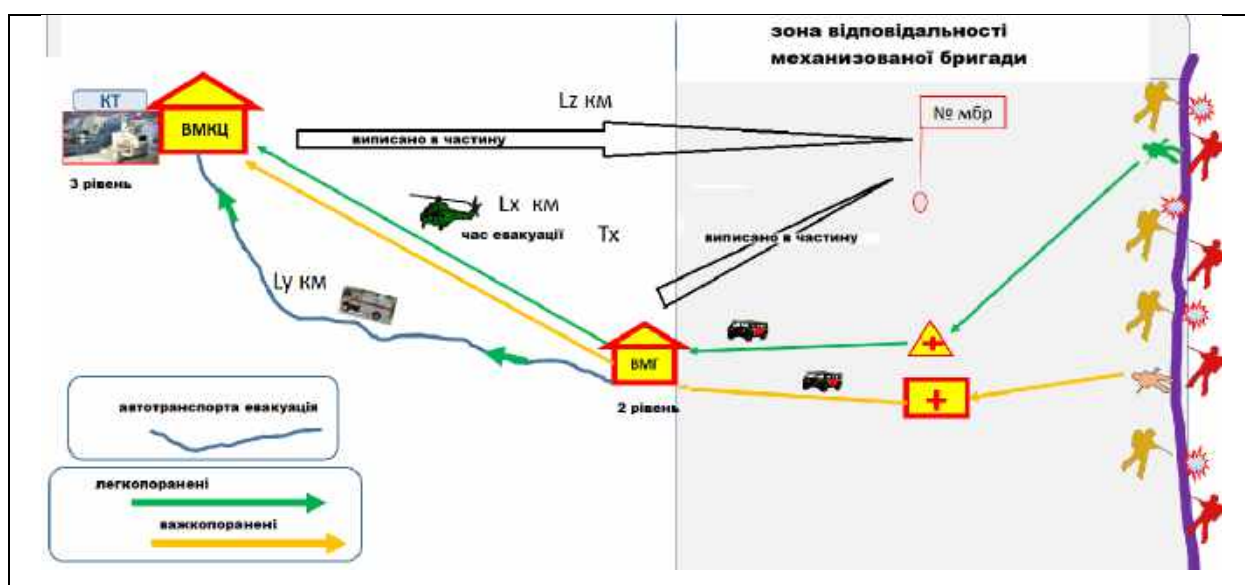 зона відповідальності
механизованої бригади
КТ
ВМКЦ
Lz км
№ мбр
виписано в частину
3 рівень
Lx км
час евакуації Tx
виписано в частину
Ly км
ВМГ
2 рівень
автотранспорта евакуація
легкопоранені
важкопоранені